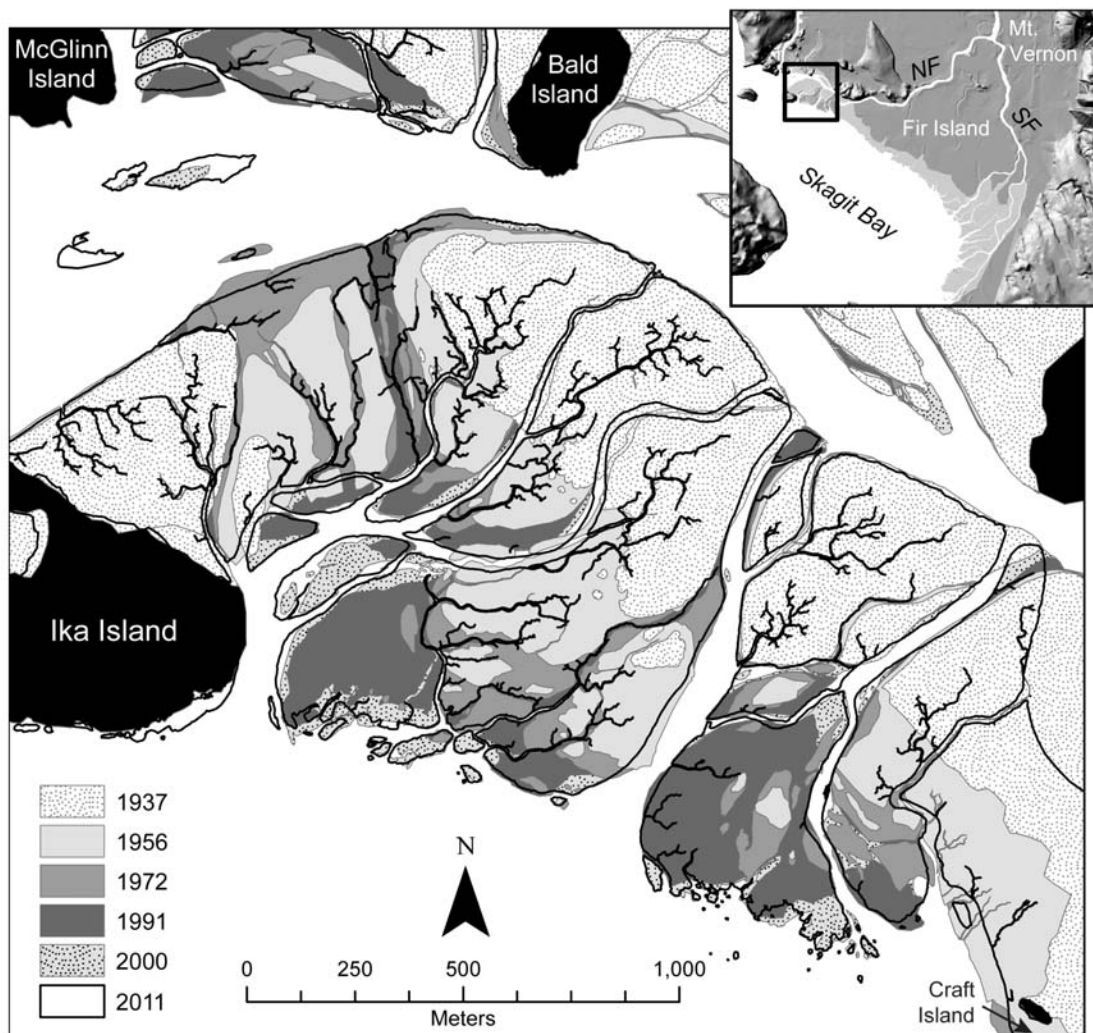 McGlinn
Island
Bald
Island
Mt.
Vernon
NF
SF
Fir Island
Skagit Bay
Ika Island
1937
1956
1972
1991
2000
2011
N
0 250 500 1,000
Meters
Craft
Island